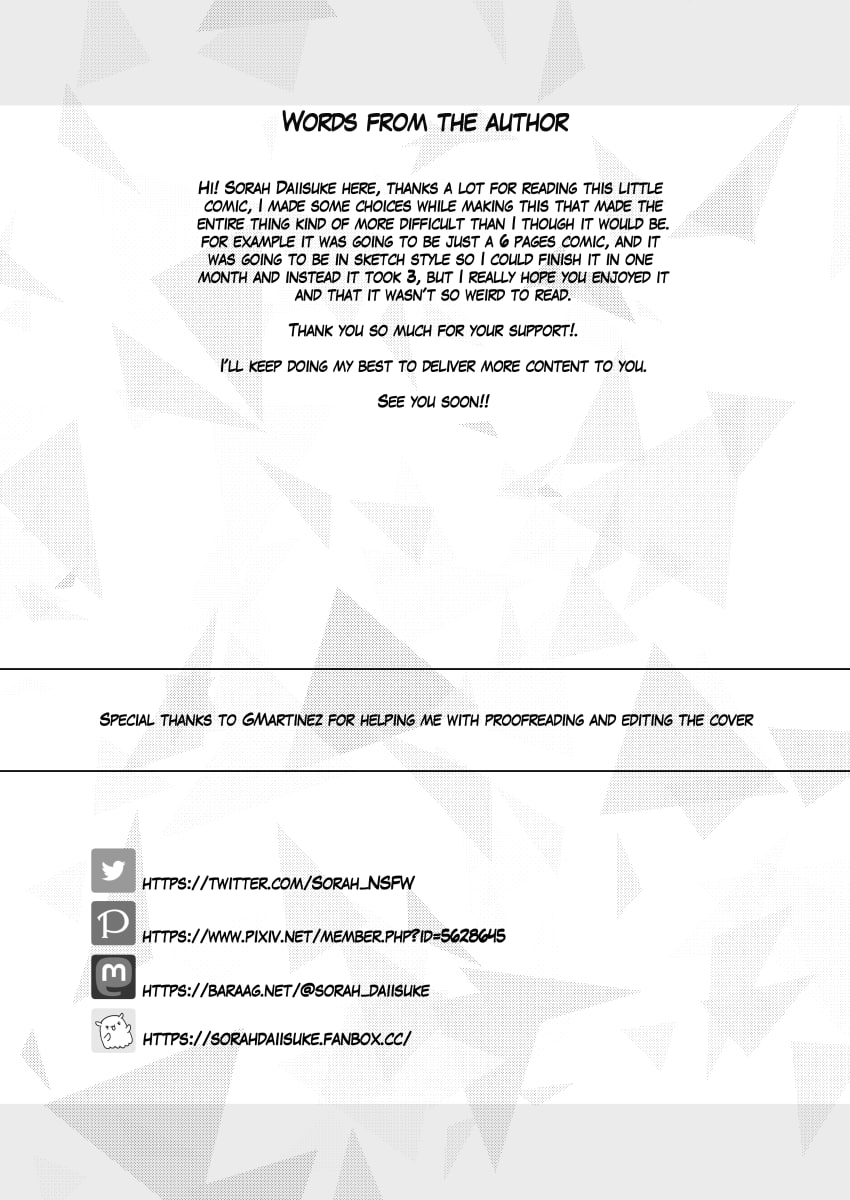 Words from the author
Hi! Sorah Daiisuke here, thanks a lot for reading this little
comic, I made some choices while making this that made the
entire thing kind of more difficult than I though it would be.
for example it was going to be just a 6 pages comic, and it
was going to be in sketch style so I could finish it in one
month and instead it took 3, but I really hope you enjoyed it
and that it wasn't so weird to read.
Thank you so much for your support!.
I'll keep doing my best to deliver more content to you.
See you soon!!
Special thanks to GMartinez for helping me with proofreading and editing the cover
https://twitter.com/Sorah_NSFW
P
https://www.pixiv.net/member.php?id=5628645
m
https://baraag.net/@sorah_daiisuke
https://sorahdaiisuke.fanbox.cc/